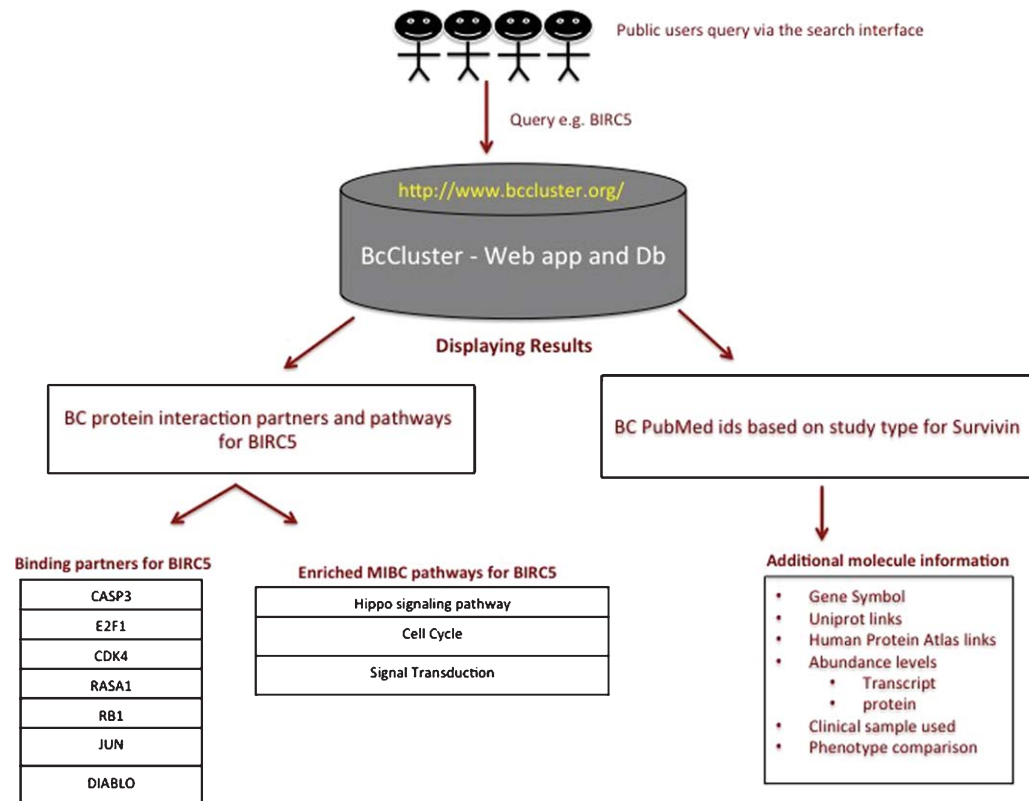 Public users query via the search interface
Query e.g. BIRC5
http://www.bccluster.org/
BcCluster - Web app and Db
Displaying Results
BC protein interaction partners and pathways
for BIRC5
BC PubMed ids based on study type for Survivin
Binding partners for BIRC5
CASP3
E2F1
CDK4
RASA1
RB1
JUN
DIABLO
Enriched MIBC pathways for BIRC5
Hippo signaling pathway
Cell Cycle
Signal Transduction
Additional molecule information
• Gene Symbol
• Uniprot links
• Human Protein Atlas links
• Abundance levels
• Transcript
• protein
• Clinical sample used
• Phenotype comparison